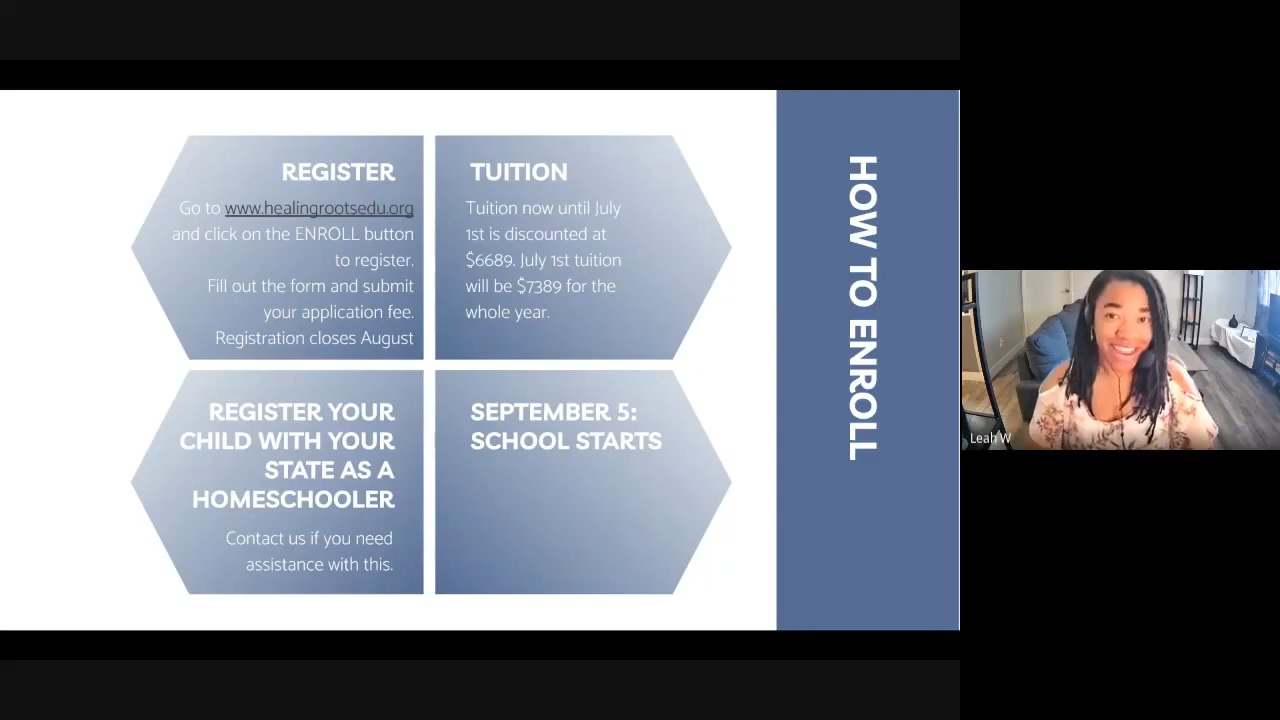 REGISTER
Go to www.healingrootsedu.org
and click on the ENROLL button
to register.
Fill out the form and submit
your application fee.
Registration closes August
TUITION
Tuition now until July
1st is discounted at
$6689. July 1st tuition
will be $7389 for the
whole year.
REGISTER YOUR
CHILD WITH YOUR
STATE AS A
HOMESCHOOLER
Contact us if you need
assistance with this.
SEPTEMBER 5:
SCHOOL STARTS
HOW TO ENROLL
Leah W